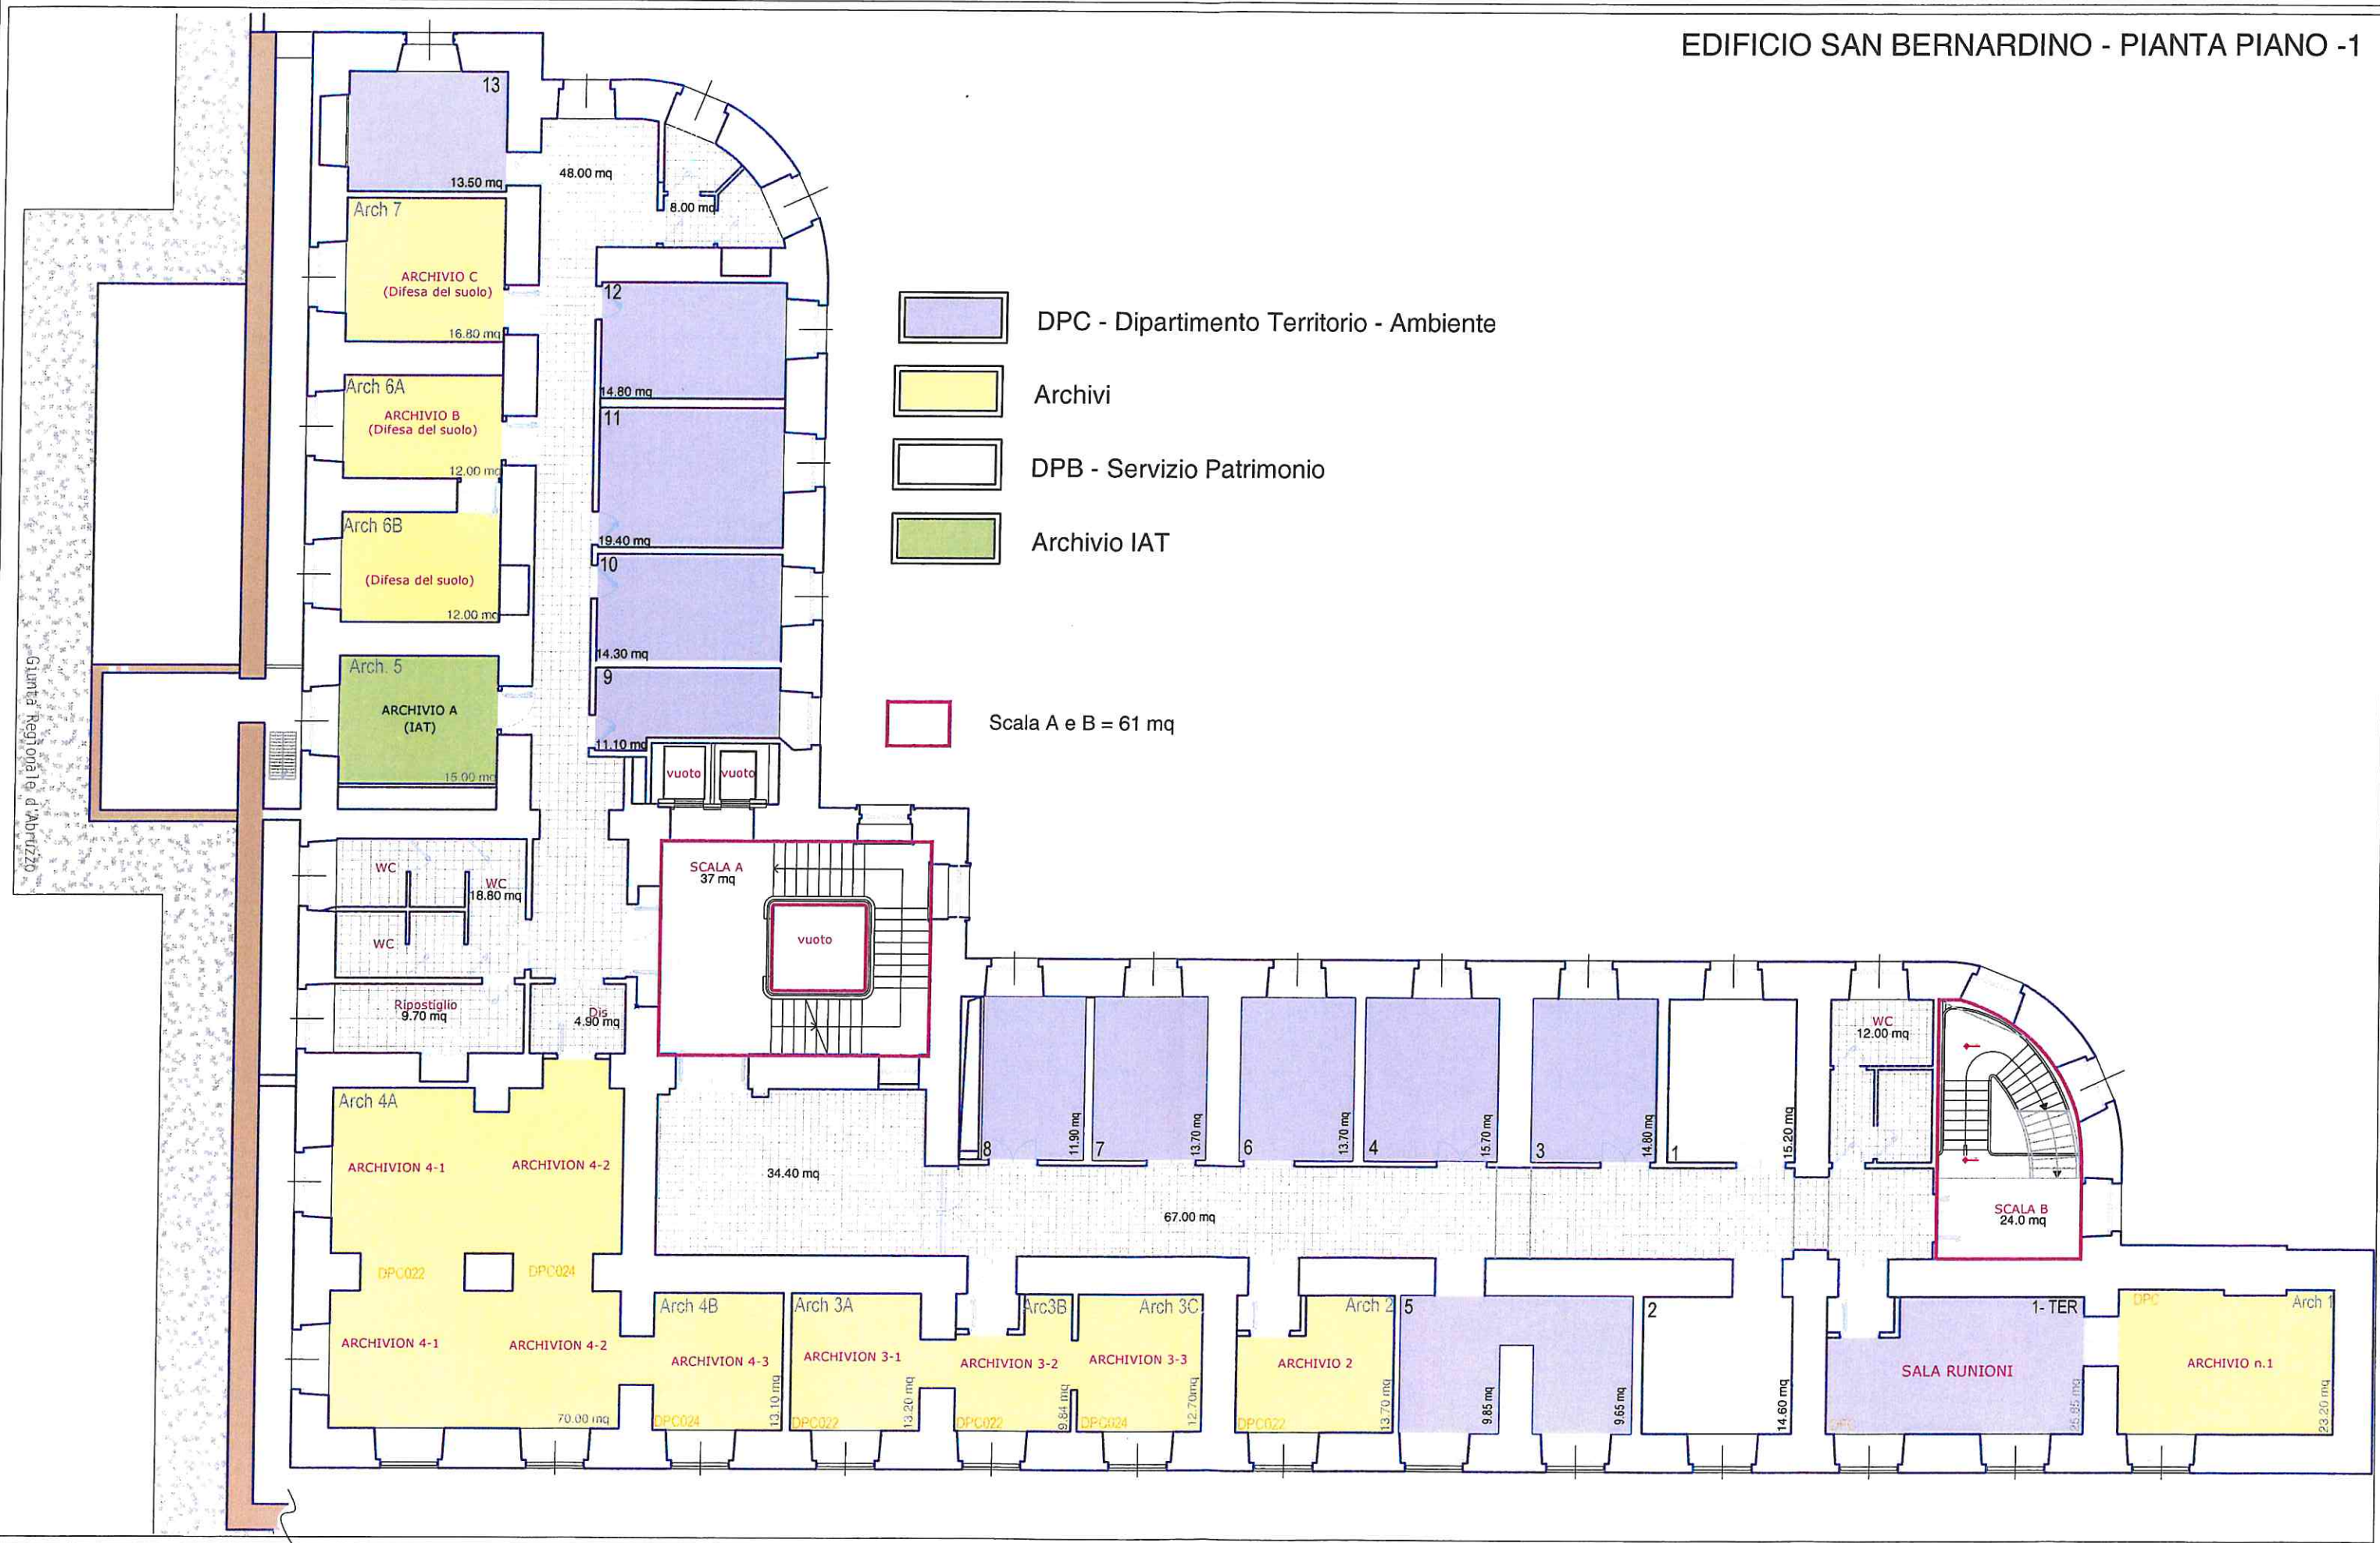 EDIFICIO SAN BERNARDINO - PIANTA PIANO -1
13
13.50 mq
48.00 mq
8.00 mq
Arch 7
ARCHIVIO C
(Difesa del suolo)
16.80 mq
12
14.80 mq
DPC - Dipartimento Territorio - Ambiente
Archivi
DPB - Servizio Patrimonio
Archivio IAT
Scala A e B = 61 mq
Arch 6A
ARCHIVIO B
(Difesa del suolo)
12.00 mq
11
19.40 mq
Arch 6B
(Difesa del suolo)
12.00 mq
10
14.30 mq
Giunta Regionale d'Abruzzo
Arch. 5
ARCHIVIO A
(IAT)
15.00 mq
9
11.10 mq
vuoto
vuoto
WC
WC
18.80 mq
WC
SCALA A
37 mq
vuoto
Ripostiglio
9.70 mq
Dis
4.90 mq
8
11.90 mq
7
13.70 mq
6
13.70 mq
4
15.70 mq
3
14.80 mq
1
15.20 mq
WC
12.00 mq
SCALA B
24.0 mq
34.40 mq
67.00 mq
Arch 4A
ARCHIVION 4-1
ARCHIVION 4-2
DPC022
DPC024
ARCHIVION 4-1
ARCHIVION 4-2
70.00 mq
Arch 4B
ARCHIVION 4-3
DPC024
13.10 mq
Arch 3A
ARCHIVION 3-1
DPC022
13.20 mq
Arc3B
ARCHIVION 3-2
DPC022
9.84 mq
Arch 3C
ARCHIVION 3-3
DPC024
12.70mq
Arch 2
ARCHIVIO 2
DPC022
13.70 mq
5
9.85 mq
9.65 mq
2
14.60 mq
1- TER
SALA RUNIONI
DPC
25.85 mq
DPC
Arch 1
ARCHIVIO n.1
23.20 mq